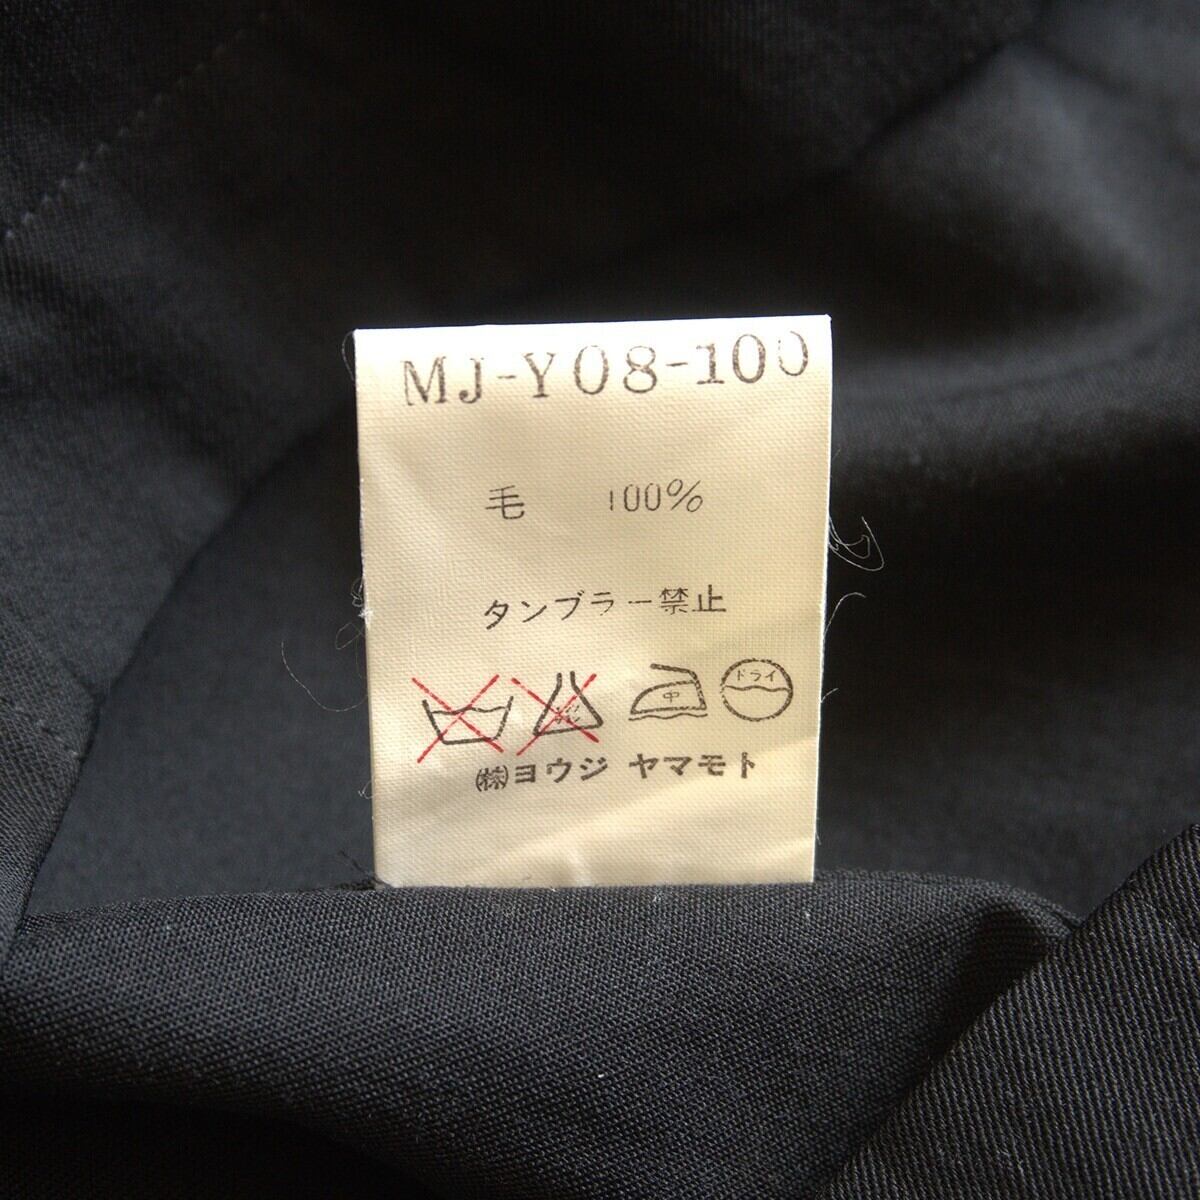 MJ-Y08-100
毛 100%
タンブラー禁止
中 ドライ
㈱ヨウジ ヤマモト